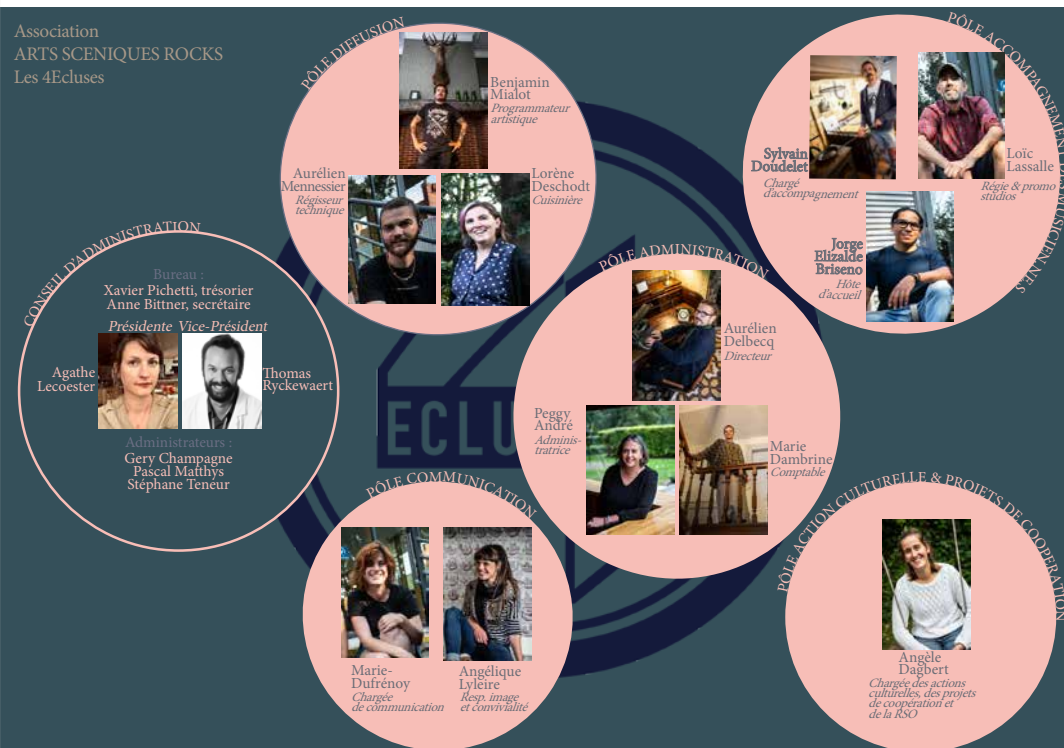 Association
ARTS SCENIQUES ROCKS
Les 4Ecluses
PÔLE DIFFUSION
Benjamin
Mialot
Programmateur
artistique
Aurélien
Mennessier
Régisseur
technique
Lorène
Deschodt
Cuisinière
PÔLE ACCOMPAGNEMENT DES MUSICIEN·NES
Sylvain
Doudelet
Chargé
d'accompagnement
Loïc
Lassalle
Régie & promo
studios
Jorge
Elizalde
Briseno
Hôte
d'accueil
CONSEIL D'ADMINISTRATION
Bureau :
Xavier Pichetti, trésorier
Anne Bittner, secrétaire
Présidente Vice-Président
Agathe
Lecoester
Thomas
Ryckewaert
Administrateurs :
Gery Champagne
Pascal Matthys
Stéphane Teneur
PÔLE ADMINISTRATION
Aurélien
Delbecq
Directeur
Peggy
André
Adminis-
tratrice
Marie
Dambrine
Comptable
ECLU
PÔLE COMMUNICATION
Marie-
Dufrénoy
Chargée
de communication
Angélique
Lyleire
Resp. image
et convivialité
PÔLE ACTION CULTURELLE & PROJETS DE COOPÉRATION
Angèle
Dagbert
Chargée des actions
culturelles, des projets
de coopération et
de la RSO